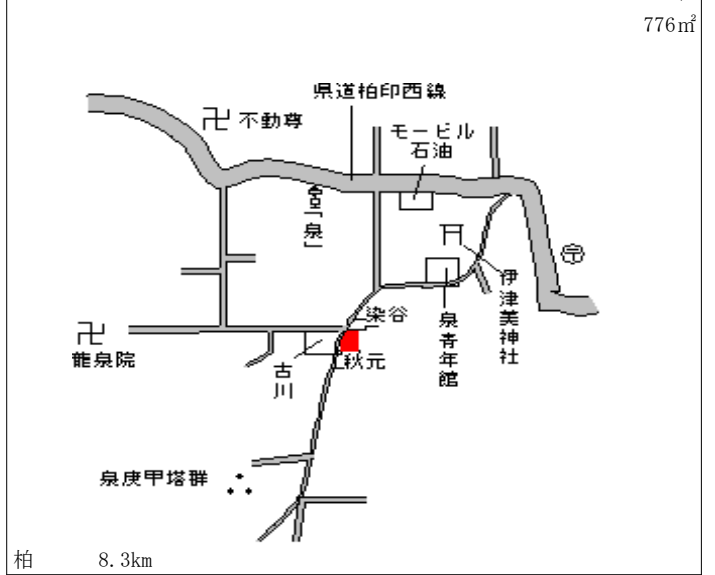 776㎡
県道柏印西線
卍 不動尊
モービル
石油
「泉」
〒
伊津美神社
染谷
泉青年館
卍
龍泉院
古川
秋元
泉庚甲塔群
柏 8.3km